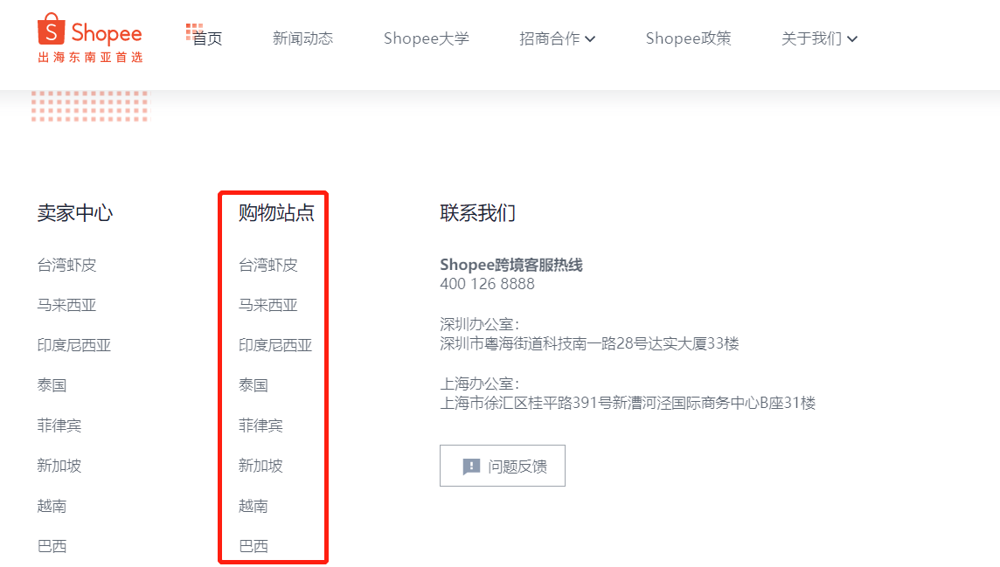 Shopee
出海东南亚首选
首页
新闻动态
Shopee大学
招商合作
Shopee政策
关于我们
卖家中心
台湾虾皮
马来西亚
印度尼西亚
泰国
菲律宾
新加坡
越南
巴西
购物站点
台湾虾皮
马来西亚
印度尼西亚
泰国
菲律宾
新加坡
越南
巴西
联系我们
Shopee跨境客服热线
400 126 8888
深圳办公室：
深圳市粤海街道科技南一路28号达实大厦33楼
上海办公室：
上海市徐汇区桂平路391号新漕河泾国际商务中心B座31楼
问题反馈